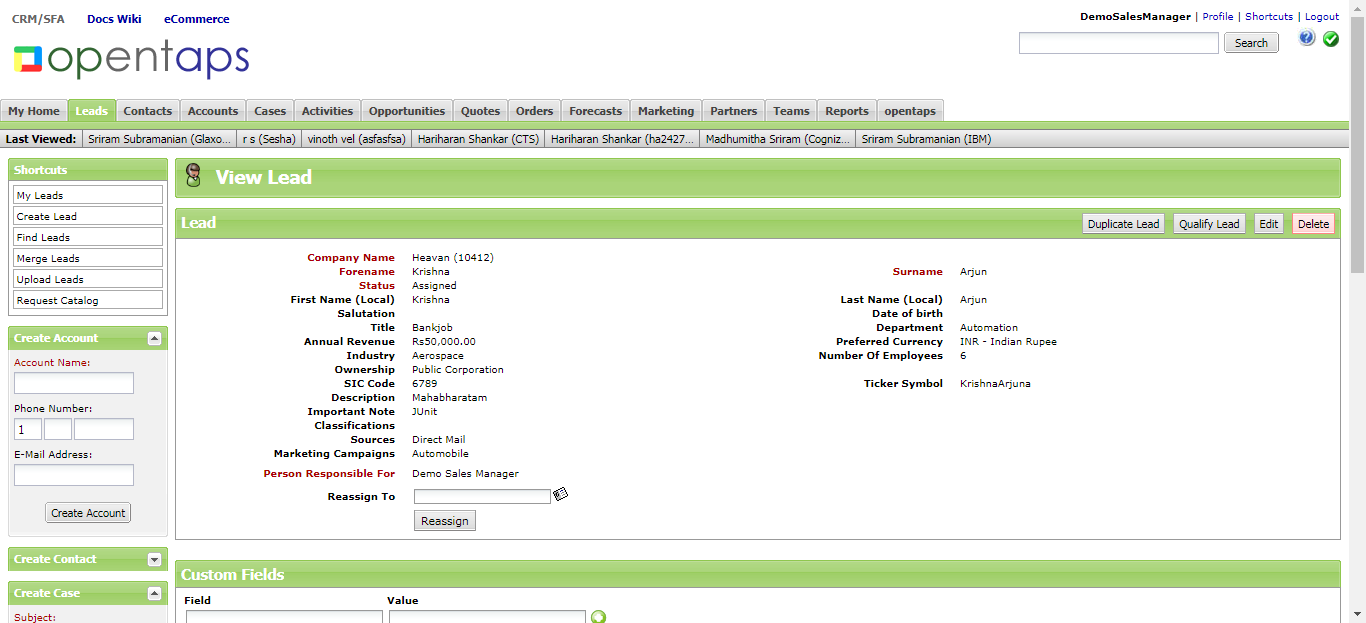 CRM/SFA Docs Wiki eCommerce
DemoSalesManager | Profile | Shortcuts | Logout
opentaps
Search
My Home Leads Contacts Accounts Cases Activities Opportunities Quotes Orders Forecasts Marketing Partners Teams Reports opentaps
Last Viewed: Sriram Subramanian (Glaxo... r s (Sesha) vinoth vel (asfasfsa) Hariharan Shankar (CTS) Hariharan Shankar (ha2427... Madhumitha Sriram (Cogniz... Sriram Subramanian (IBM)
Shortcuts
My Leads
Create Lead
Find Leads
Merge Leads
Upload Leads
Request Catalog
Create Account
Account Name:
Phone Number:
1
E-Mail Address:
Create Account
Create Contact
Create Case
Subject:
View Lead
Lead Duplicate Lead Qualify Lead Edit Delete
Company Name Heavan (10412)
Forename Krishna Surname Arjun
Status Assigned
First Name (Local) Krishna Last Name (Local) Arjun
Salutation Date of birth
Title Bankjob Department Automation
Annual Revenue Rs50,000.00 Preferred Currency INR - Indian Rupee
Industry Aerospace Number Of Employees 6
Ownership Public Corporation
SIC Code 6789 Ticker Symbol KrishnaArjuna
Description Mahabharatam
Important Note JUnit
Classifications
Sources Direct Mail
Marketing Campaigns Automobile
Person Responsible For Demo Sales Manager
Reassign To
Reassign
Custom Fields
Field Value